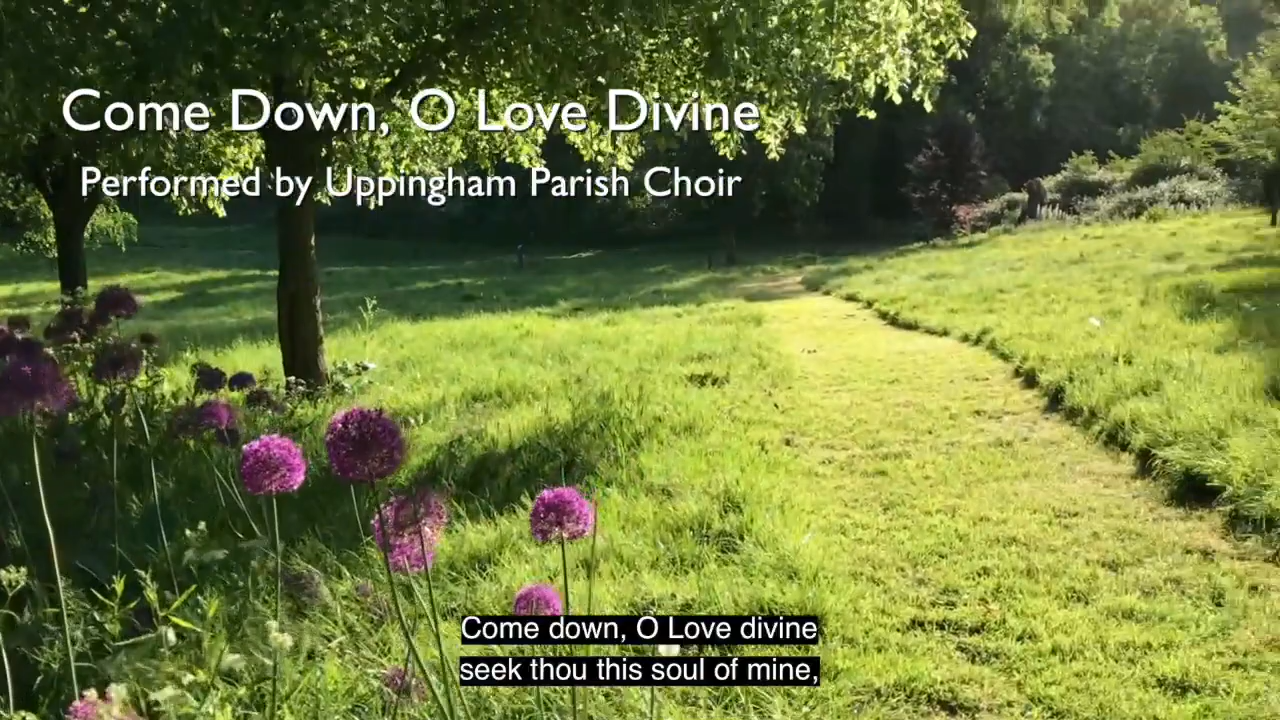 Come Down, O Love Divine
Performed by Uppingham Parish Choir
Come down, O Love divine
seek thou this soul of mine,